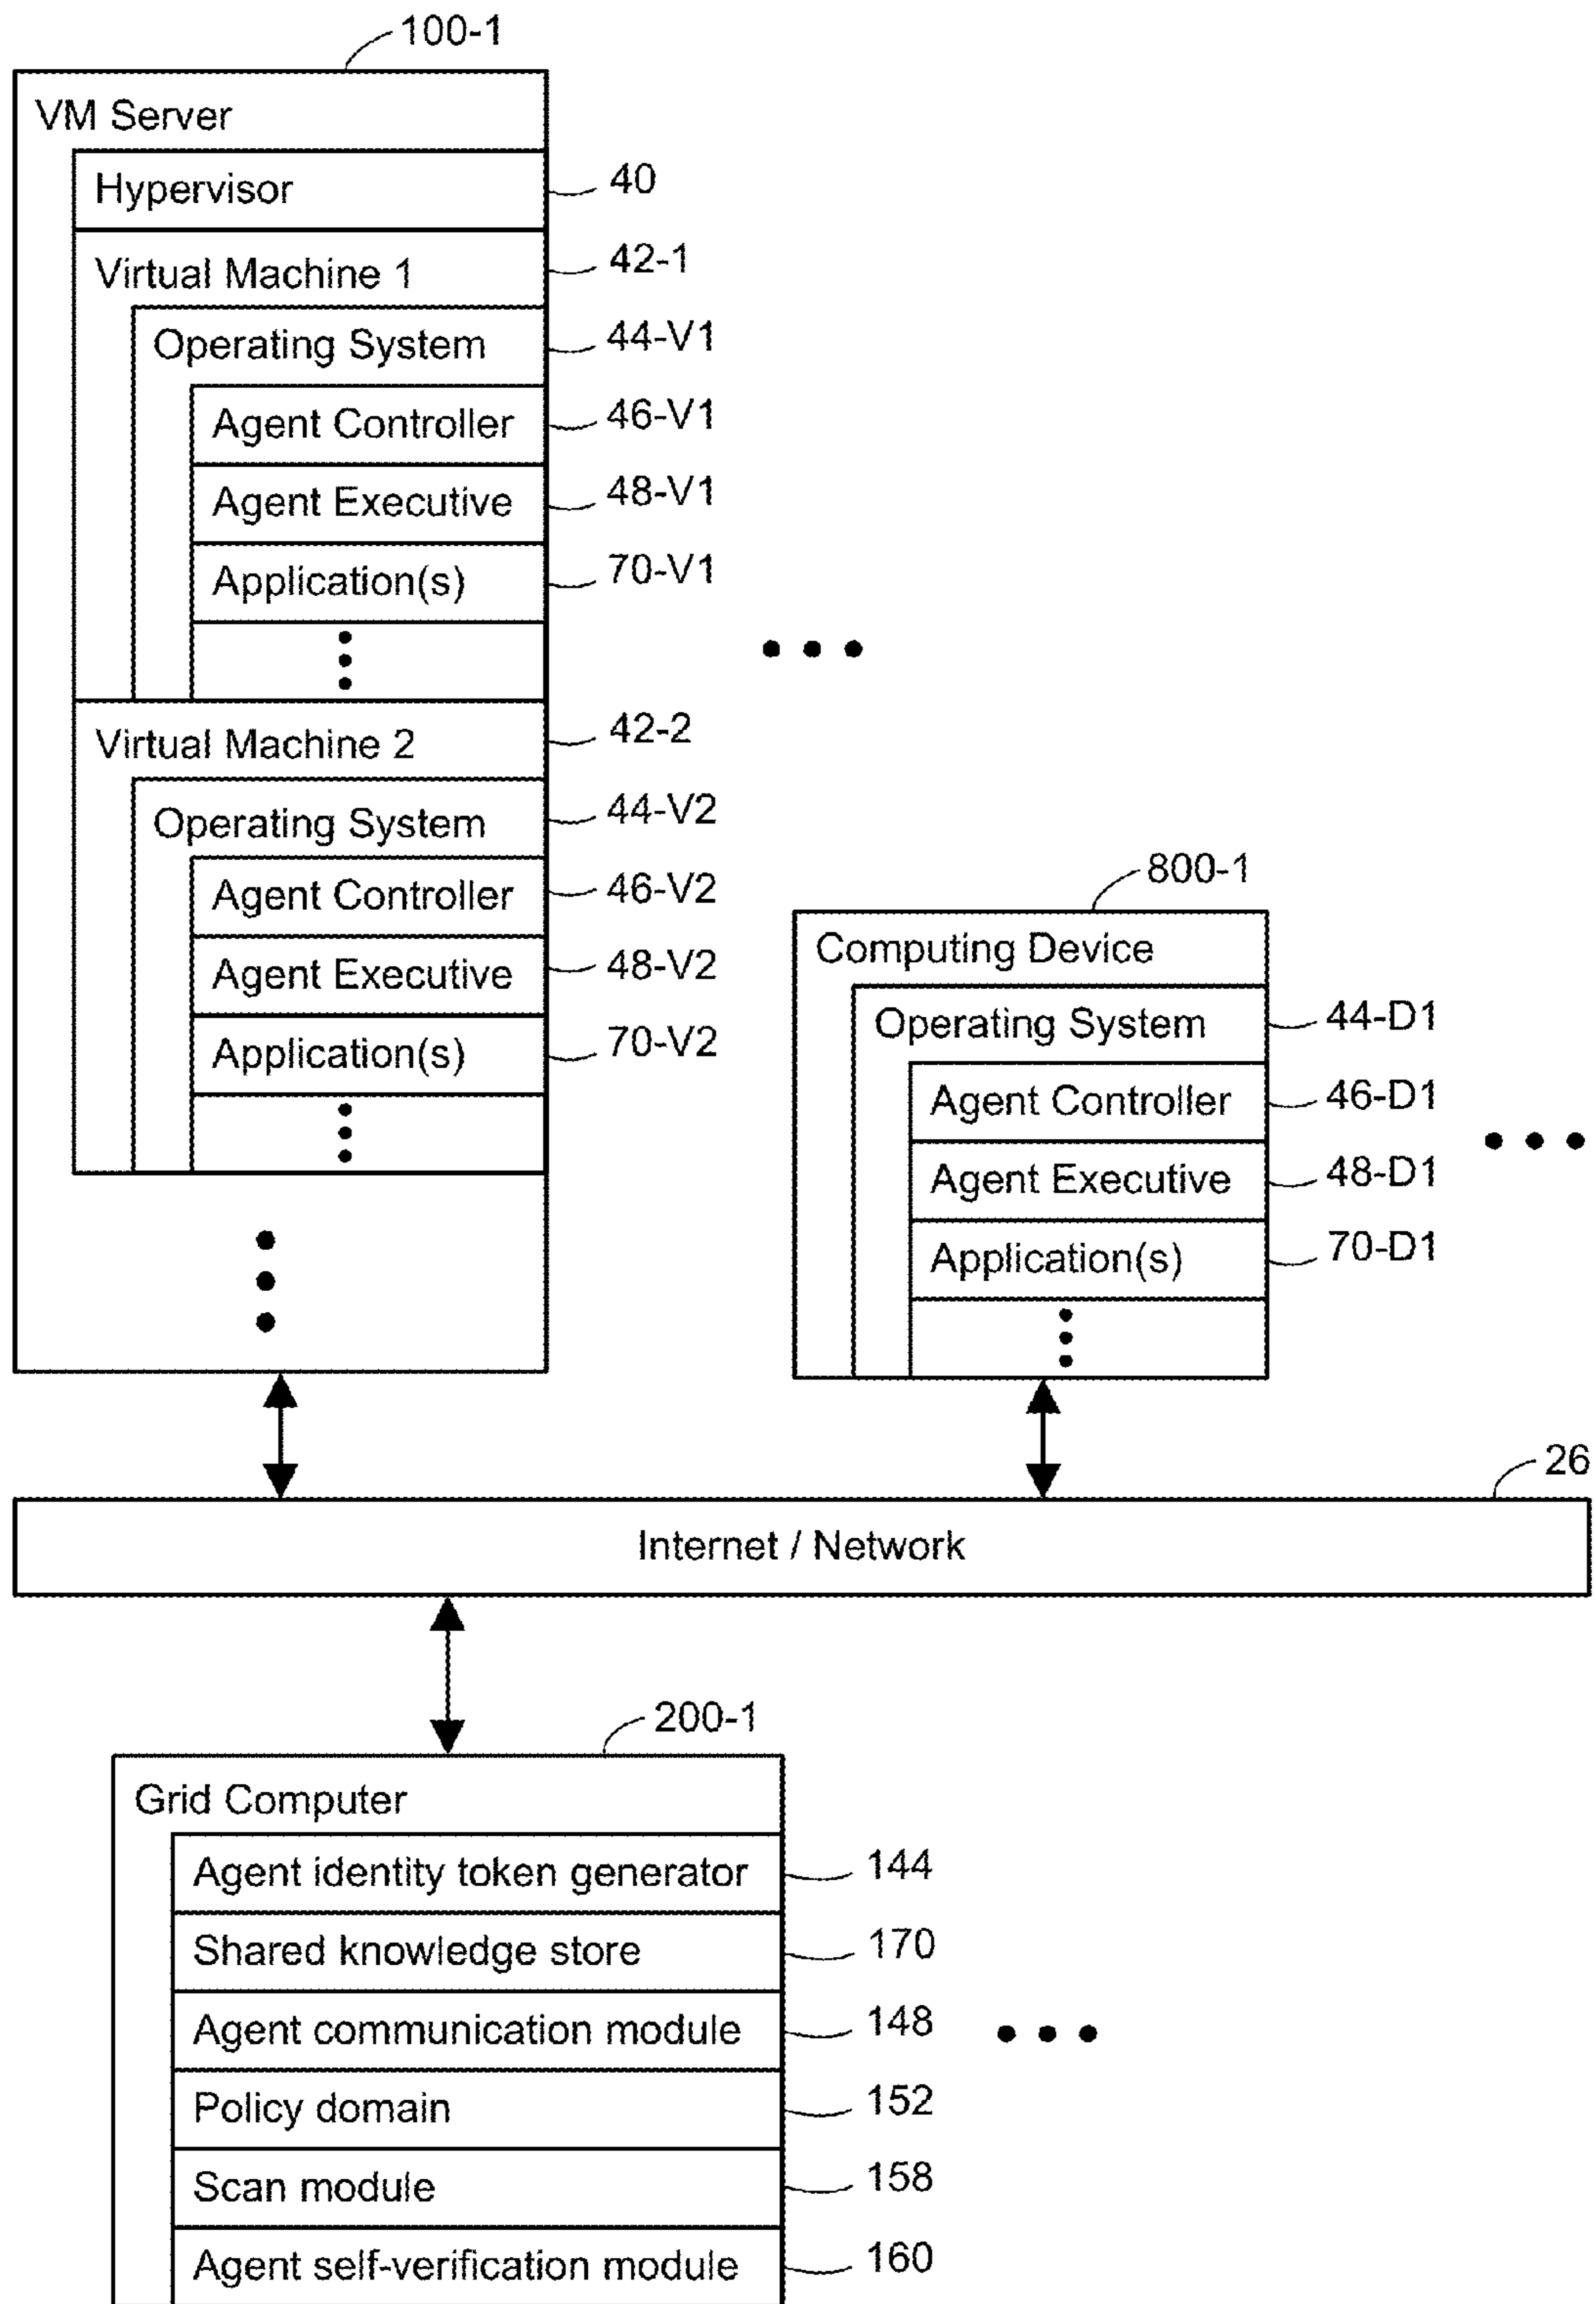 100-1
VM Server
Hypervisor 40
Virtual Machine 1 42-1
Operating System 44-V1
Agent Controller 46-V1
Agent Executive 48-V1
Application(s) 70-V1
Virtual Machine 2 42-2
Operating System 44-V2
Agent Controller 46-V2
Agent Executive 48-V2
Application(s) 70-V2
800-1
Computing Device
Operating System 44-D1
Agent Controller 46-D1
Agent Executive 48-D1
Application(s) 70-D1
26
Internet / Network
200-1
Grid Computer
Agent identity token generator 144
Shared knowledge store 170
Agent communication module 148
Policy domain 152
Scan module 158
Agent self-verification module 160